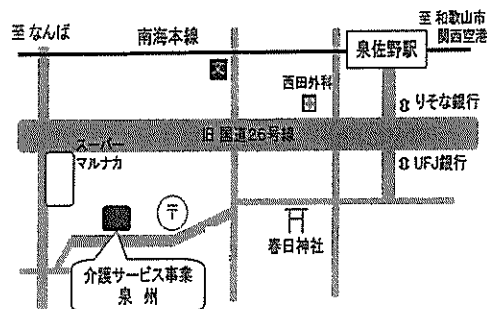 至 なんば
南海本線
至 和歌山市
関西空港
泉佐野駅
西田外科
りそな銀行
旧 国道26号線
スーパー
マルナカ
UFJ銀行
〒
春日神社
介護サービス事業
泉 州